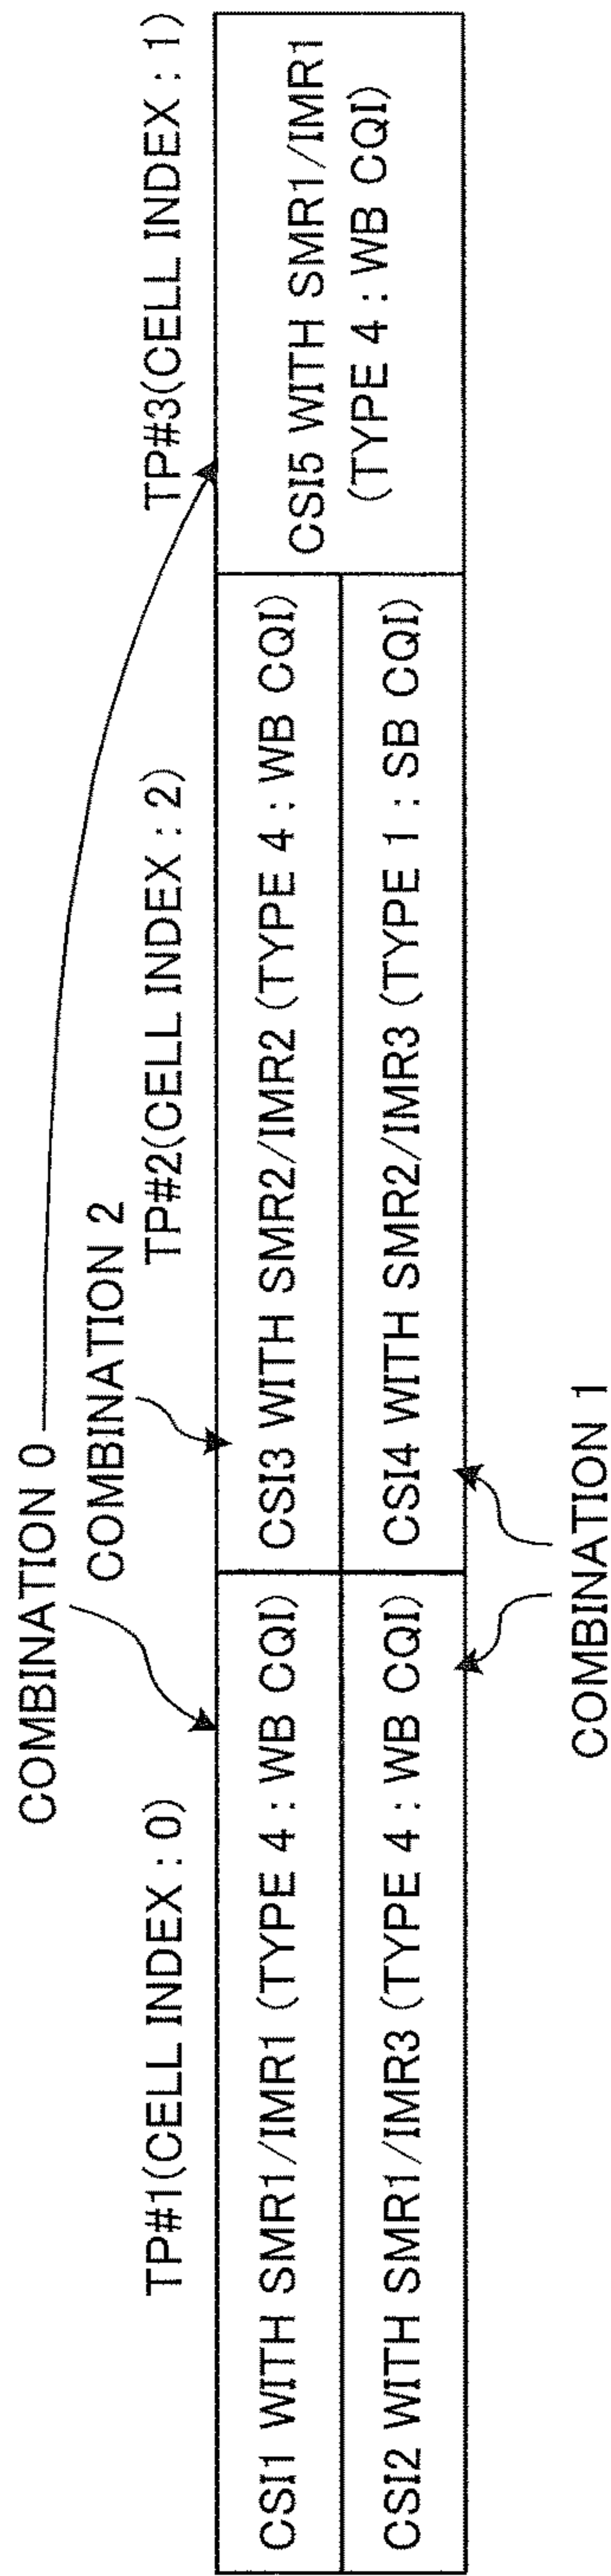 COMBINATION 0
COMBINATION 2
TP#1(CELL INDEX : 0)
TP#2(CELL INDEX : 2)
TP#3(CELL INDEX : 1)
CSI1 WITH SMR1/IMR1 (TYPE 4 : WB CQI)
CSI3 WITH SMR2/IMR2 (TYPE 4 : WB CQI)
CSI5 WITH SMR1/IMR1
(TYPE 4 : WB CQI)
CSI2 WITH SMR1/IMR3 (TYPE 4 : WB CQI)
CSI4 WITH SMR2/IMR3 (TYPE 1 : SB CQI)
COMBINATION 1